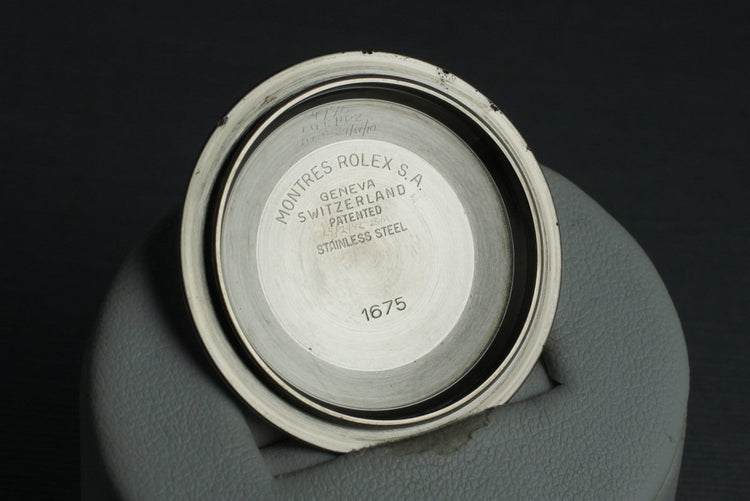 MONTRES ROLEX S.A.
GENEVA
SWITZERLAND
PATENTED
STAINLESS STEEL
1675